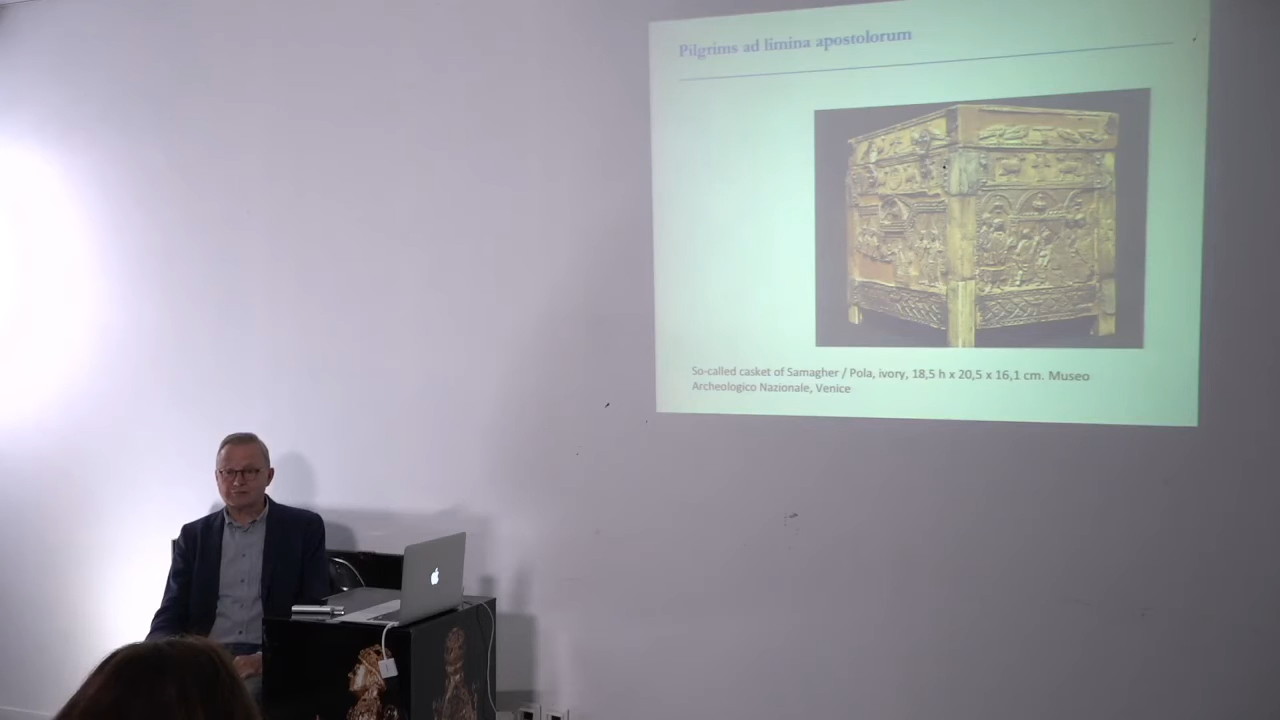 Pilgrims ad limina apostolorum
So-called casket of Samagher / Pola, ivory, 18,5 h x 20,5 x 16,1 cm. Museo
Archeologico Nazionale, Venice